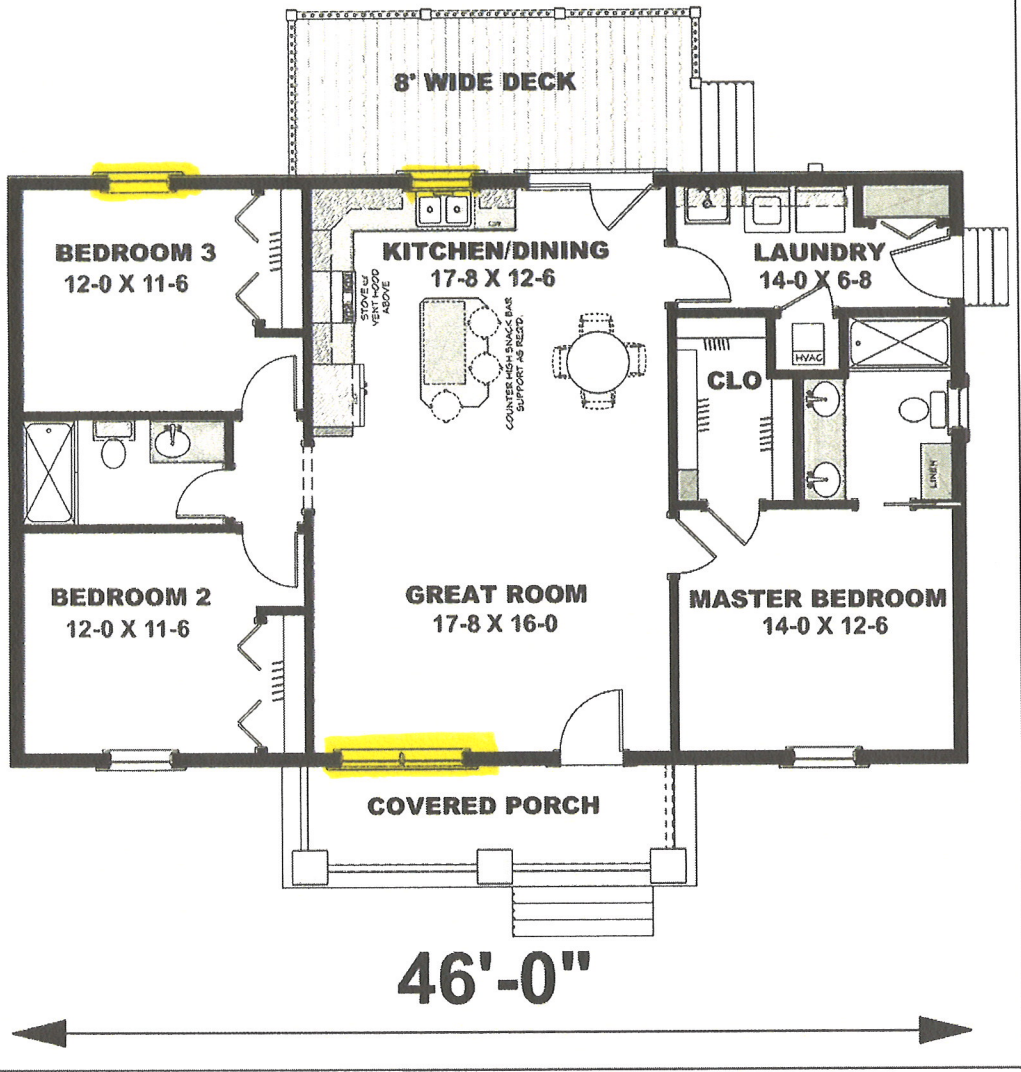 8' WIDE DECK
BEDROOM 3
12-0 X 11-6
KITCHEN/DINING
17-8 X 12-6
LAUNDRY
14-0 X 6-8
STOVE w/
VENT HOOD
ABOVE
COUNTER HIGH SNACK BAR
SUPPORT AS REQ'D.
HVAC
CLO
LINEN
BEDROOM 2
12-0 X 11-6
GREAT ROOM
17-8 X 16-0
MASTER BEDROOM
14-0 X 12-6
COVERED PORCH
46'-0"